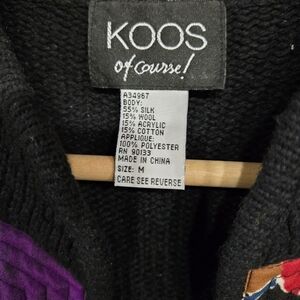 KOOS
of course!
A34967
BODY:
55% SILK
15% WOOL
15% ACRYLIC
15% COTTON
APPLIQUE:
100% POLYESTER
RN 90133
MADE IN CHINA
SIZE: M
CARE SEE REVERSE